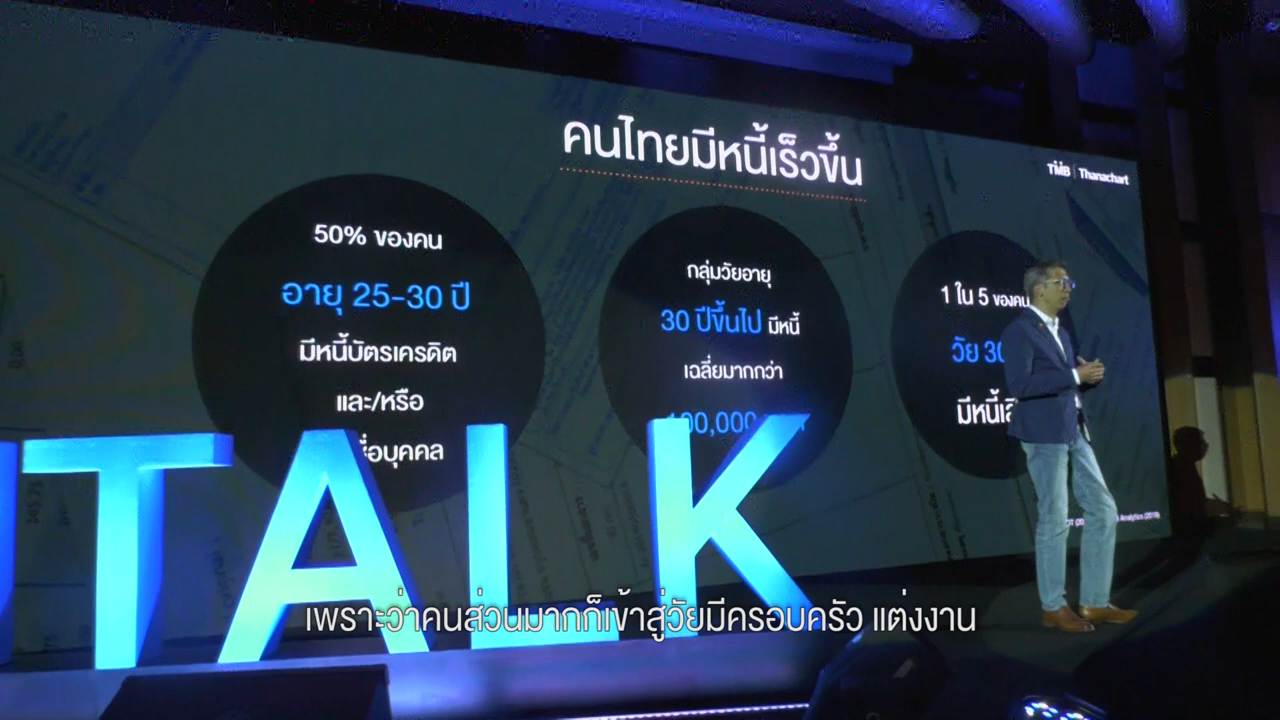 คนไทยมีหนี้เร็วขึ้น
TMB | Thanachart
50% ของคน
อายุ 25-30 ปี
มีหนี้บัตรเครดิต
และ/หรือ
กลุ่มวัยอายุ
30 ปีขึ้นไป มีหนี้
เฉลี่ยมากกว่า
1 ใน 5 ของคน
วัย 30
TALK
เพราะว่าคนส่วนมากก็เข้าสู่วัยมีครอบครัว แต่งงาน